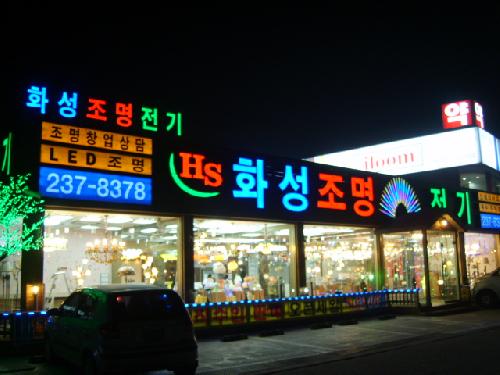 화성조명전기
조명창업상담
LED 조명
237-8378
HS 화성조명 전기
약
iloom